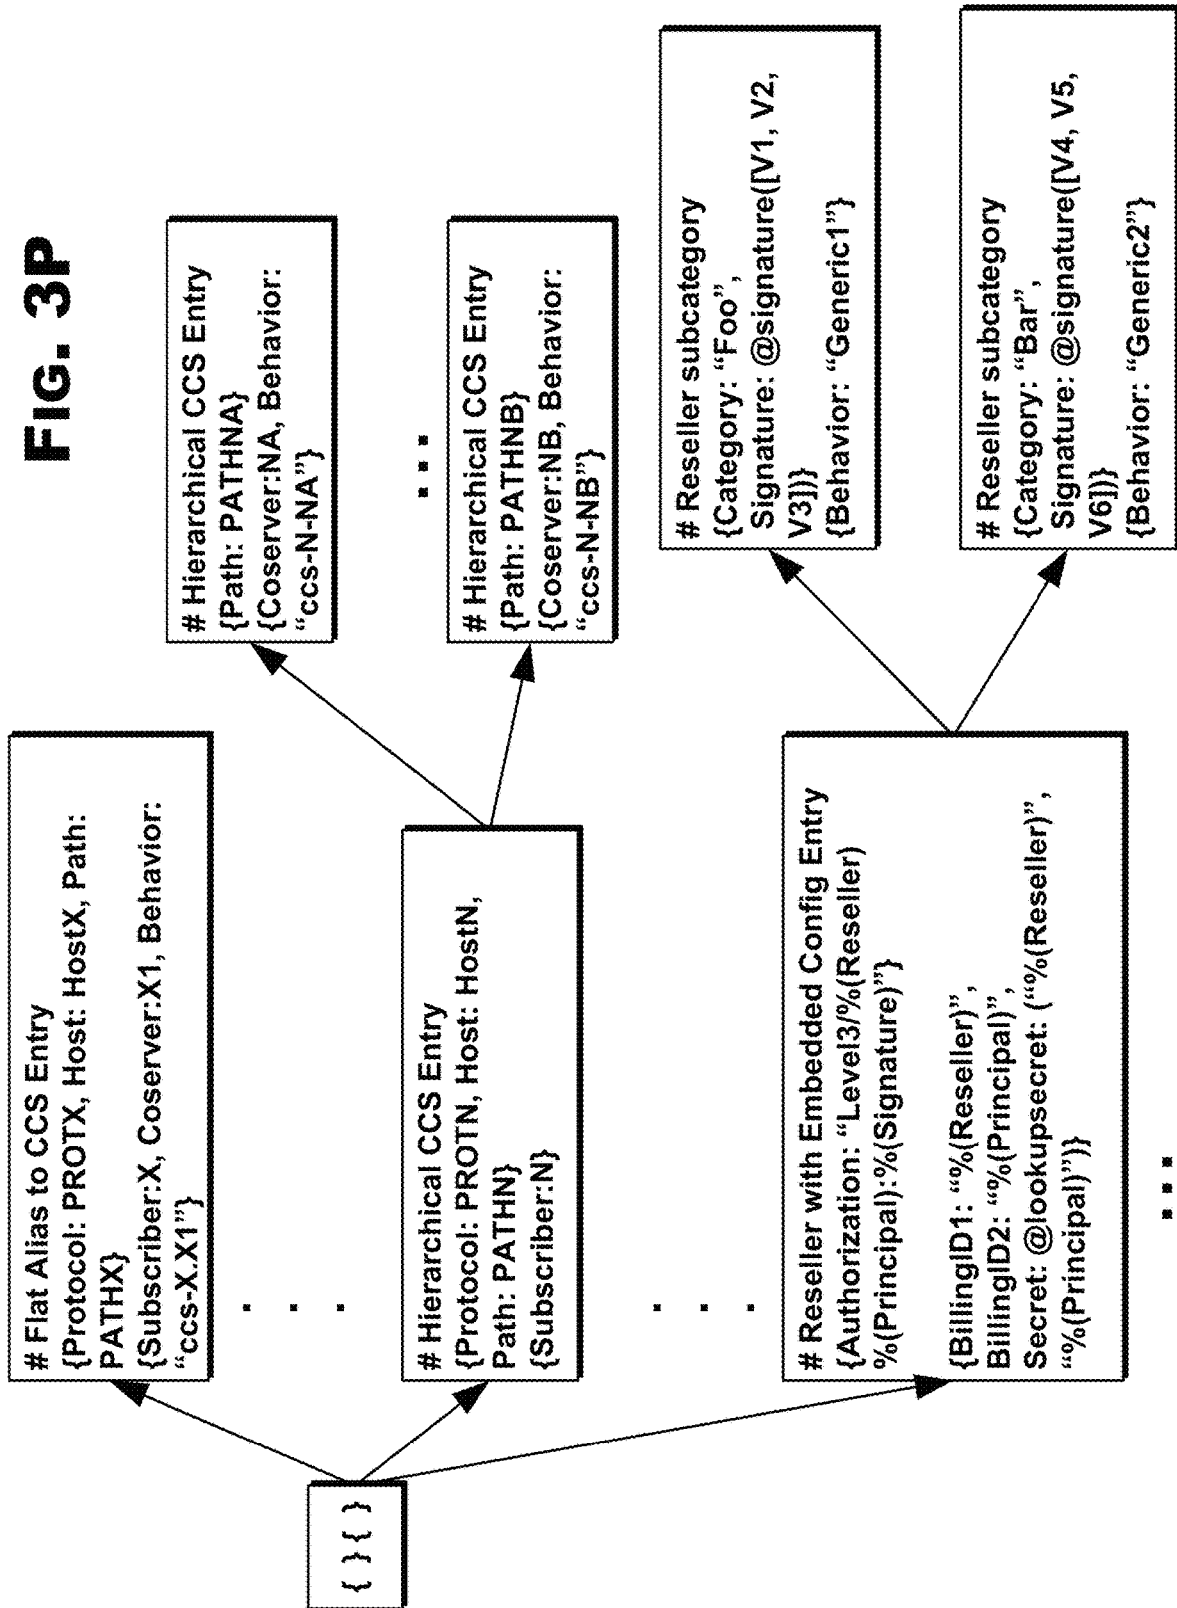 FIG. 3P
{ } { }
# Flat Alias to CCS Entry
{Protocol: PROTX, Host: HostX, Path:
PATHX}
{Subscriber:X, Coserver:X1, Behavior:
“ccs-X.X1”}
. . .
# Hierarchical CCS Entry
{Protocol: PROTN, Host: HostN,
Path: PATHN}
{Subscriber:N}
. . .
# Reseller with Embedded Config Entry
{Authorization: “Level3/%(Reseller)
%(Principal):%(Signature)”}
{BillingID1: “%(Reseller)”,
BillingID2: “%(Principal)”,
Secret: @lookupsecret: (“%(Reseller)”,
“%(Principal)”)}
...
# Hierarchical CCS Entry
{Path: PATHNA}
{Coserver:NA, Behavior:
“ccs-N-NA”}
...
# Hierarchical CCS Entry
{Path: PATHNB}
{Coserver:NB, Behavior:
“ccs-N-NB”}
# Reseller subcategory
{Category: “Foo”,
Signature: @signature([V1, V2,
V3])}
{Behavior: “Generic1”}
# Reseller subcategory
{Category: “Bar”,
Signature: @signature([V4, V5,
V6])}
{Behavior: “Generic2”}